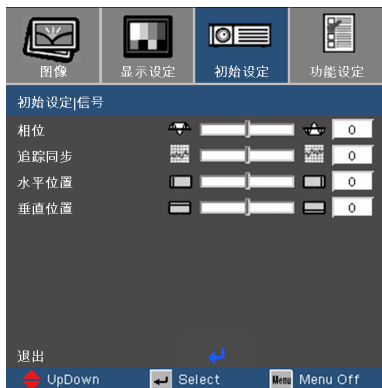 图像 显示设定 初始设定 功能设定
初始设定|信号
相位 0
追踪同步 0
水平位置 0
垂直位置 0
退出
UpDown Select Menu Menu Off